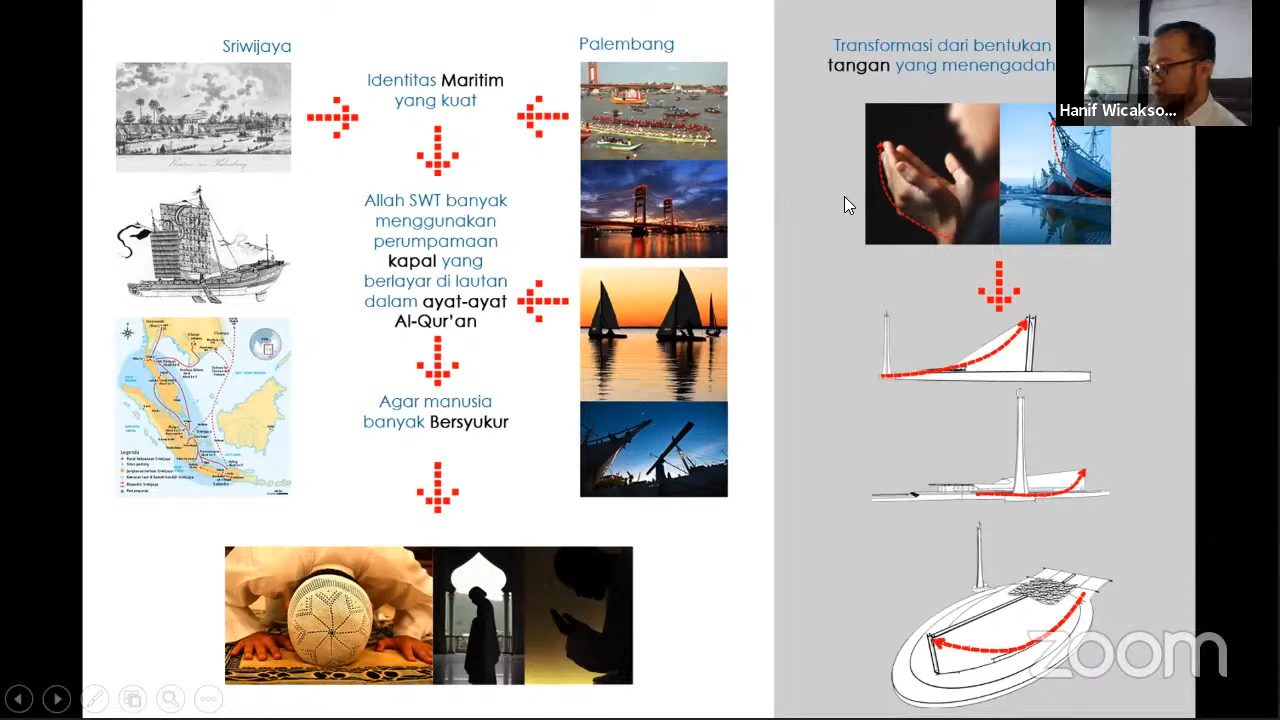 Sriwijaya
Palembang
Identitas Maritim
yang kuat
Allah SWT banyak
menggunakan
perumpamaan
kapal yang
berlayar di lautan
dalam ayat-ayat
Al-Qur'an
Agar manusia
banyak Bersyukur
Transformasi dari bentukan
tangan yang menengadah
Hanif Wicakso...
Legenda
zoom